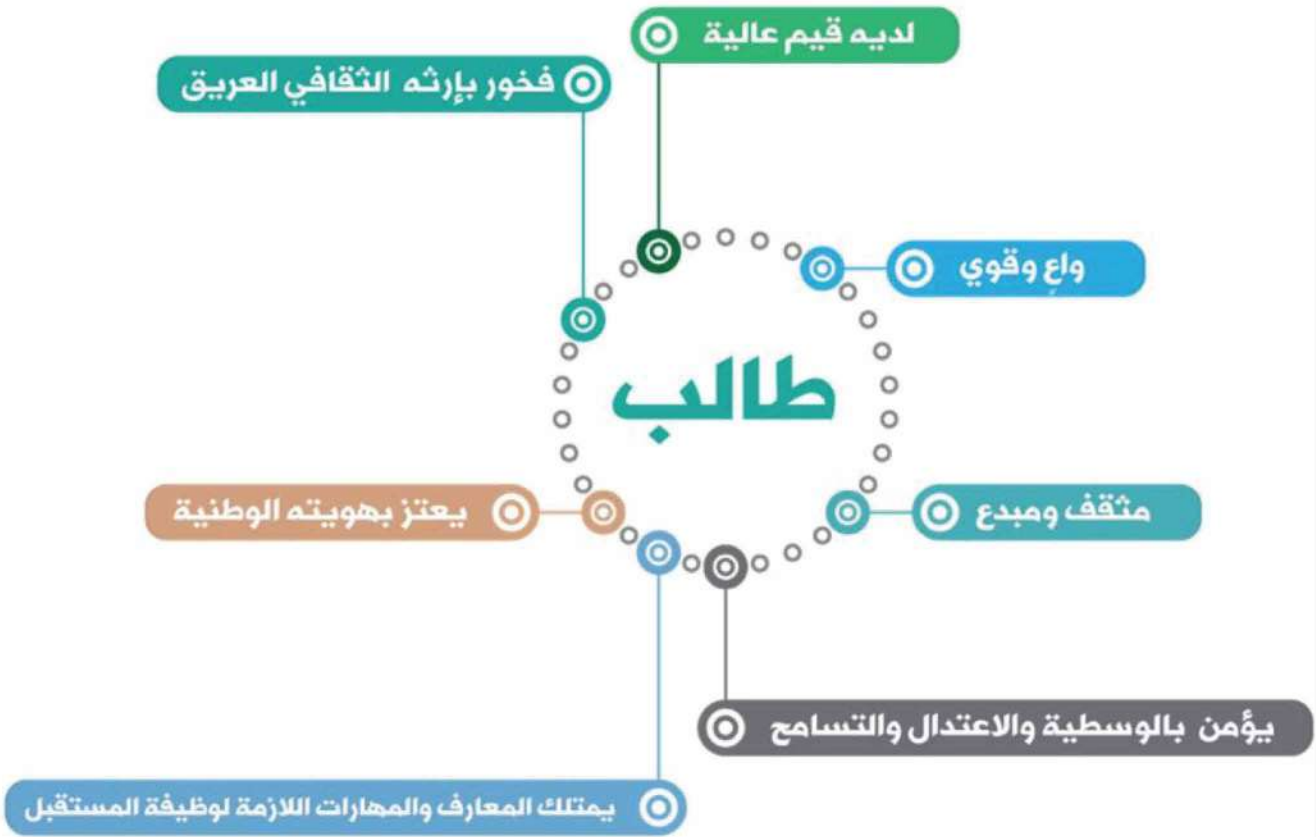 لديه قيم عالية
فخور بإرثه الثقافي العريق
واعٍ وقوي
طالب
يعتز بهويته الوطنية
مثقف ومبدع
يؤمن بالوسطية والاعتدال والتسامح
يمتلك المعارف والمهارات اللازمة لوظيفة المستقبل